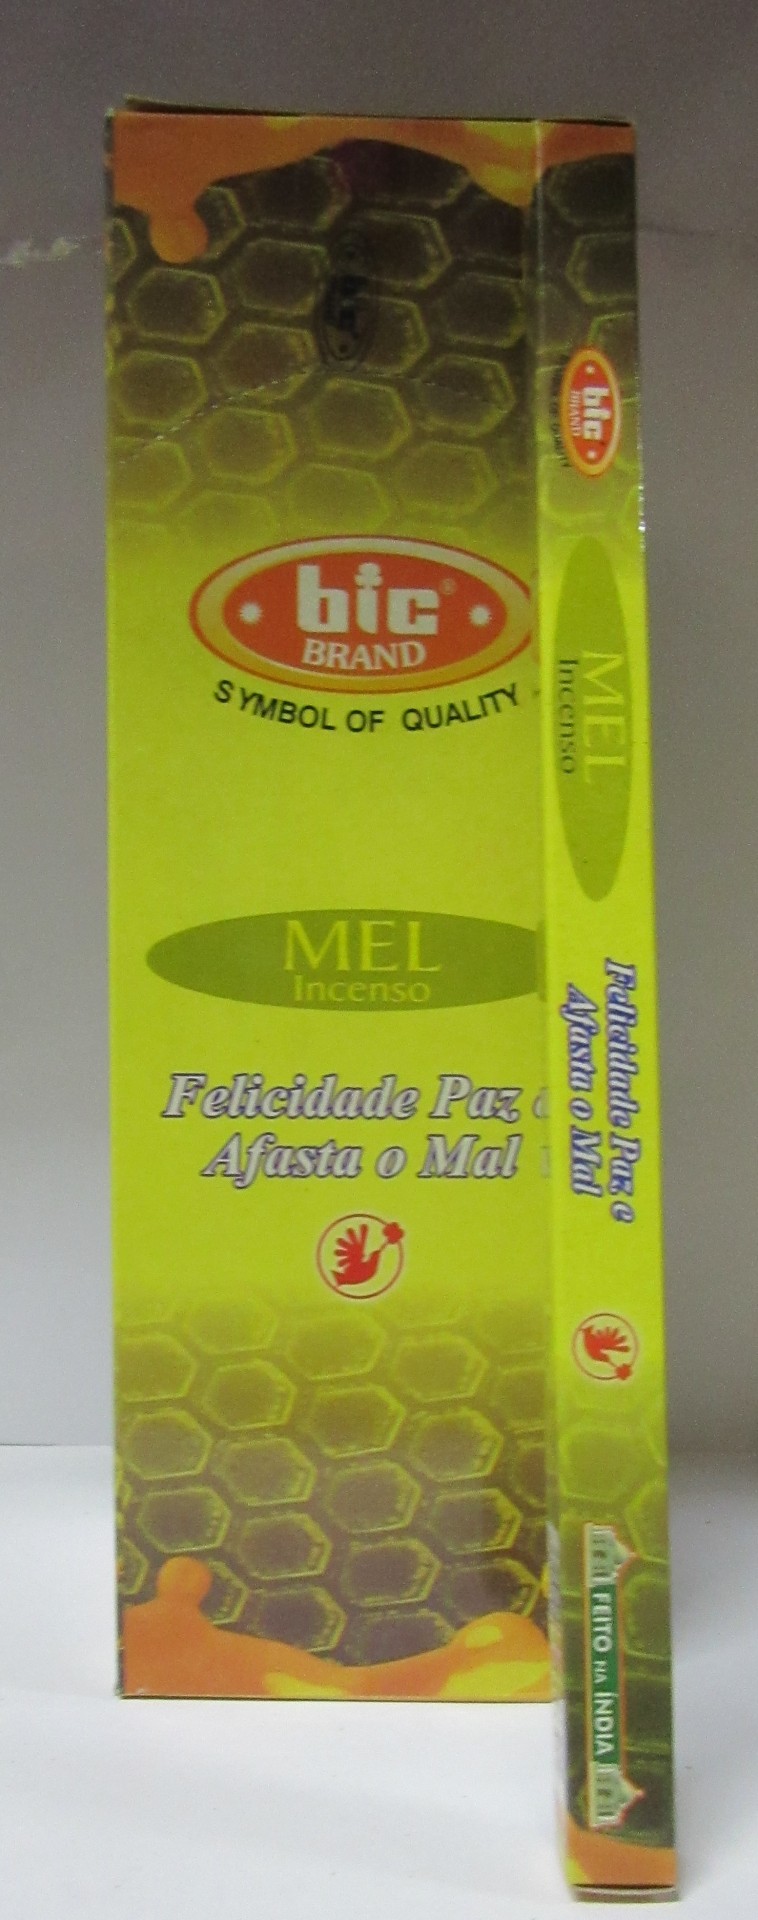 bic®
BRAND
SYMBOL OF QUALITY
MEL
Incenso
Felicidade Paz e
Afasta o Mal
bic
BRAND
MEL
Incenso
Felicidade Paz e
Afasta o Mal
FEITO NA ÍNDIA